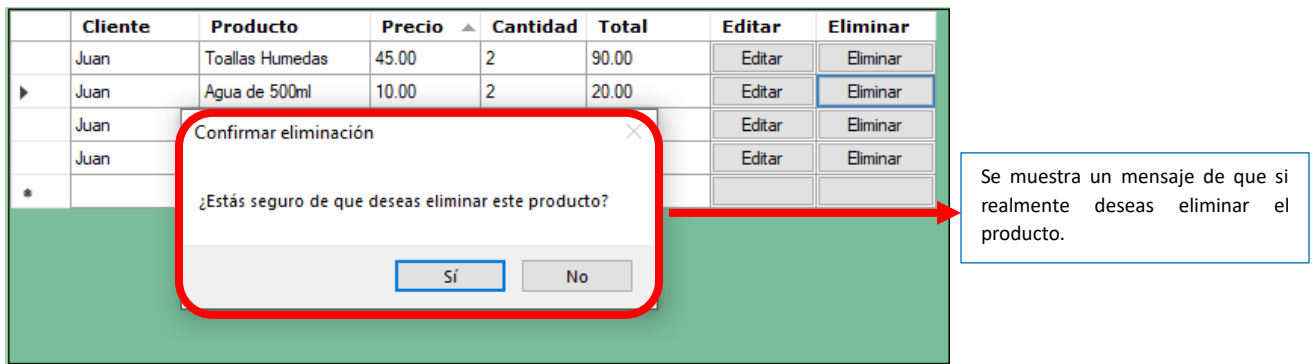 Cliente Producto Precio Cantidad Total Editar Eliminar
Juan Toallas Humedas 45.00 2 90.00 Editar Eliminar
Juan Agua de 500ml 10.00 2 20.00 Editar Eliminar
Juan Editar Eliminar
Juan Editar Eliminar
Confirmar eliminación
¿Estás seguro de que deseas eliminar este producto?
Sí No
Se muestra un mensaje de que si
realmente deseas eliminar el
producto.